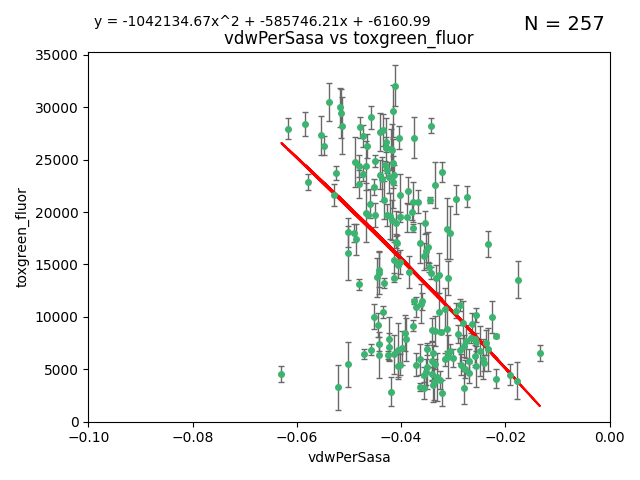 y = -1042134.67x^2 + -585746.21x + -6160.99
N = 257
vdwPerSasa vs toxgreen_fluor
35000
30000
25000
20000
15000
10000
5000
0
toxgreen_fluor
−0.10 −0.08 −0.06 −0.04 −0.02 0.00
vdwPerSasa